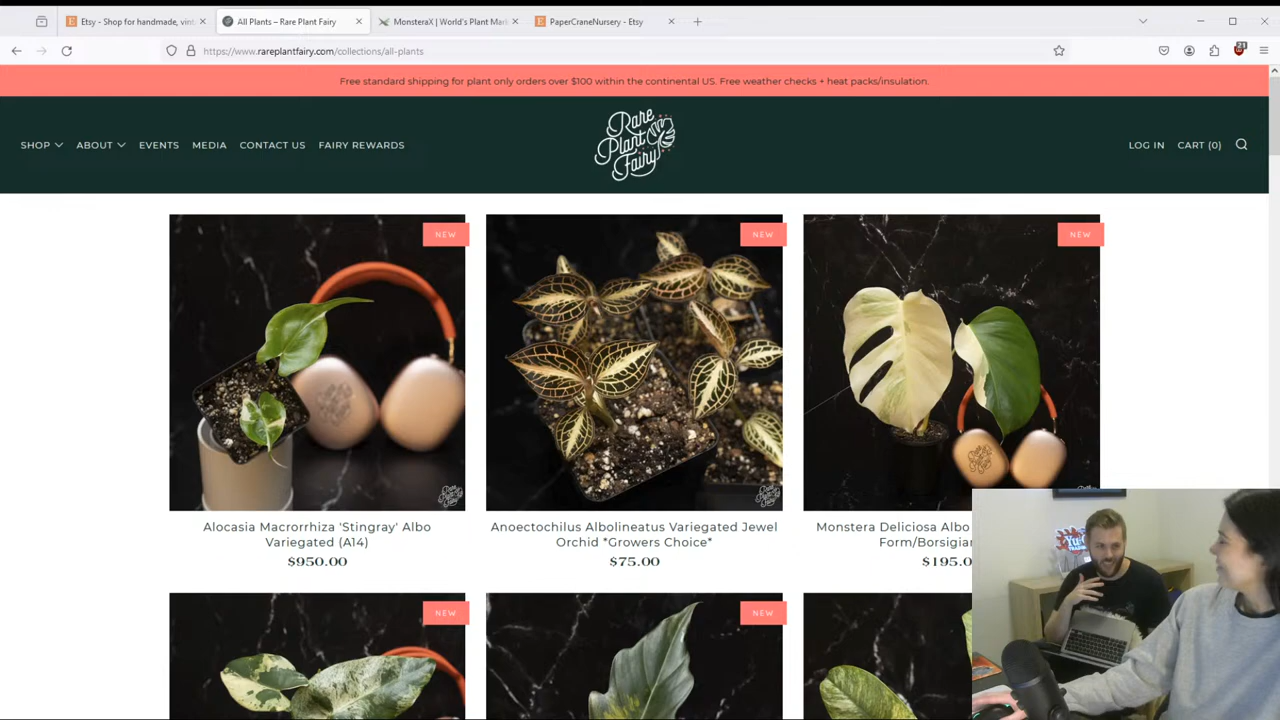 Etsy - Shop for handmade, vint
All Plants – Rare Plant Fairy
MonsteraX | World's Plant Mark
PaperCraneNursery - Etsy
https://www.rareplantfairy.com/collections/all-plants
21
Free standard shipping for plant only orders over $100 within the continental US. Free weather checks + heat packs/insulation.
SHOP ABOUT EVENTS MEDIA CONTACT US FAIRY REWARDS
Rare
Plant
Fairy
LOG IN CART (0)
NEW
NEW
NEW
Alocasia Macrorrhiza 'Stingray' Albo
Variegated (A14)
$950.00
Anoectochilus Albolineatus Variegated Jewel
Orchid *Growers Choice*
$75.00
Monstera Deliciosa Albo
Form/Borsigian
$195.0
NEW
NEW